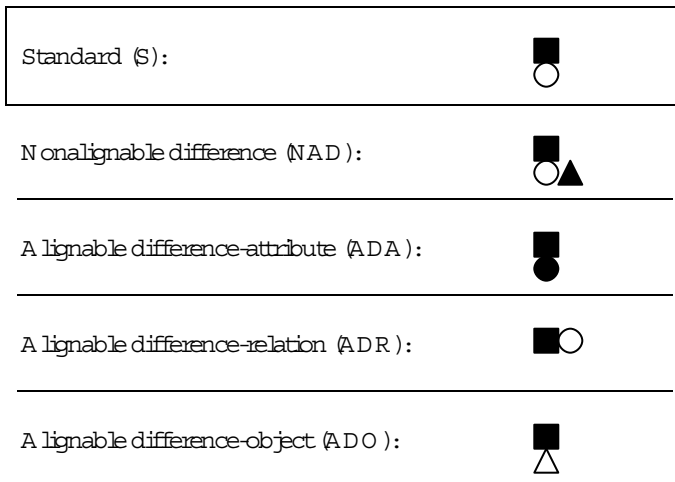 Standard (S):
Nonalignable difference (NAD):
Alignable difference-attribute (ADA):
Alignable difference-relation (ADR):
Alignable difference-object (ADO):